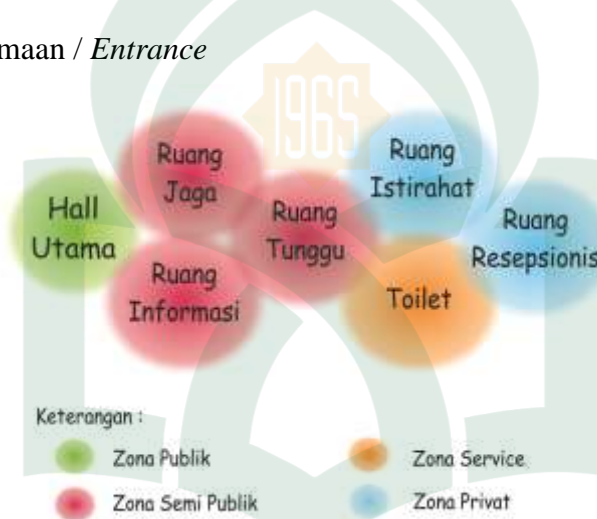 maan / Entrance
1965
Ruang
Jaga
Ruang
Istirahat
Hall
Utama
Ruang
Tunggu
Ruang
Resepsionis
Ruang
Informasi
Toilet
Keterangan :
Zona Publik
Zona Service
Zona Semi Publik
Zona Privat